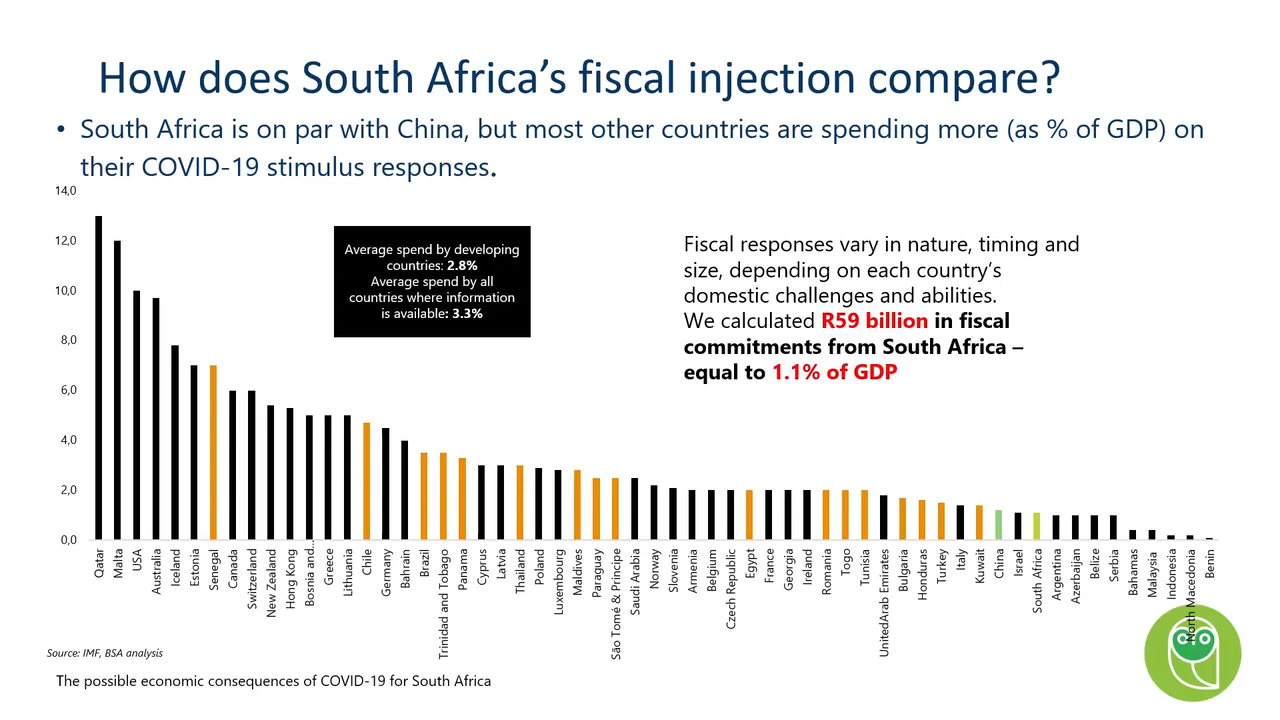 How does South Africa’s fiscal injection compare?
• South Africa is on par with China, but most other countries are spending more (as % of GDP) on
their COVID-19 stimulus responses.
14,0
12,0
10,0
8,0
6,0
4,0
2,0
0,0
Average spend by developing
countries: 2.8%
Average spend by all
countries where information
is available: 3.3%
Fiscal responses vary in nature, timing and
size, depending on each country’s
domestic challenges and abilities.
We calculated R59 billion in fiscal
commitments from South Africa –
equal to 1.1% of GDP
Qatar
Malta
USA
Australia
Iceland
Estonia
Senegal
Canada
Switzerland
New Zealand
Hong Kong
Bosnia and...
Greece
Lithuania
Chile
Germany
Bahrain
Brazil
Trinidad and Tobago
Panama
Cyprus
Latvia
Thailand
Poland
Luxembourg
Maldives
Paraguay
São Tomé & Principe
Saudi Arabia
Norway
Slovenia
Armenia
Belgium
Czech Republic
Egypt
France
Georgia
Ireland
Romania
Togo
Tunisia
UnitedArab Emirates
Bulgaria
Honduras
Turkey
Italy
Kuwait
China
Israel
South Africa
Argentina
Azerbaijan
Belize
Serbia
Bahamas
Malaysia
Indonesia
North Macedonia
Benin
Source: IMF, BSA analysis
The possible economic consequences of COVID-19 for South Africa